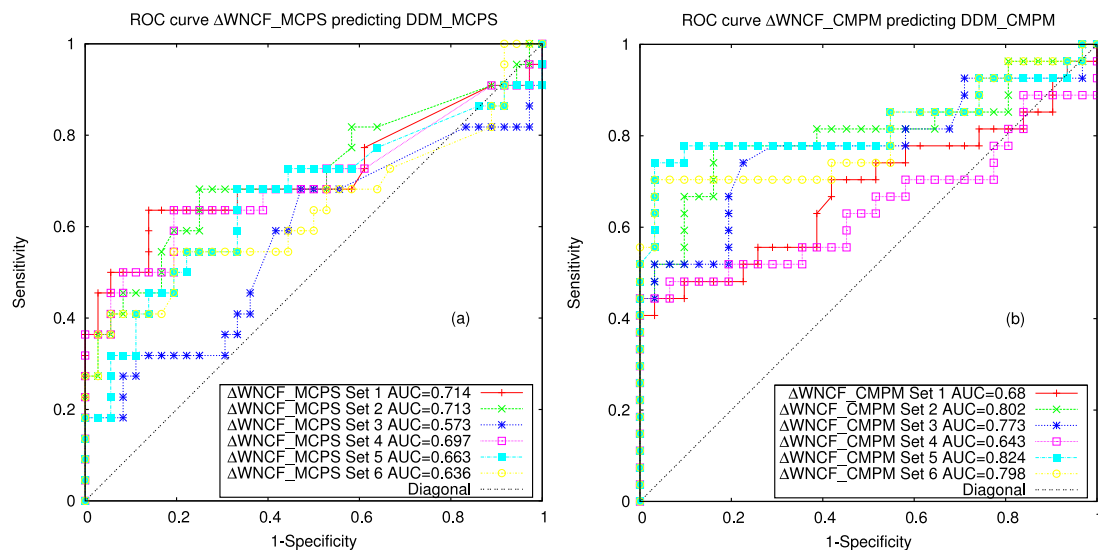 ROC curve ΔWNCF_MCPS predicting DDM_MCPS
1
0.8
0.6
0.4
0.2
0
Sensitivity
(a)
ΔWNCF_MCPS Set 1 AUC=0.714
ΔWNCF_MCPS Set 2 AUC=0.713
ΔWNCF_MCPS Set 3 AUC=0.573
ΔWNCF_MCPS Set 4 AUC=0.697
ΔWNCF_MCPS Set 5 AUC=0.663
ΔWNCF_MCPS Set 6 AUC=0.636
Diagonal
0 0.2 0.4 0.6 0.8 1
1-Specificity
ROC curve ΔWNCF_CMPM predicting DDM_CMPM
1
0.8
0.6
0.4
0.2
0
Sensitivity
(b)
ΔWNCF_CMPM Set 1 AUC=0.68
ΔWNCF_CMPM Set 2 AUC=0.802
ΔWNCF_CMPM Set 3 AUC=0.773
ΔWNCF_CMPM Set 4 AUC=0.643
ΔWNCF_CMPM Set 5 AUC=0.824
ΔWNCF_CMPM Set 6 AUC=0.798
Diagonal
0 0.2 0.4 0.6 0.8 1
1-Specificity